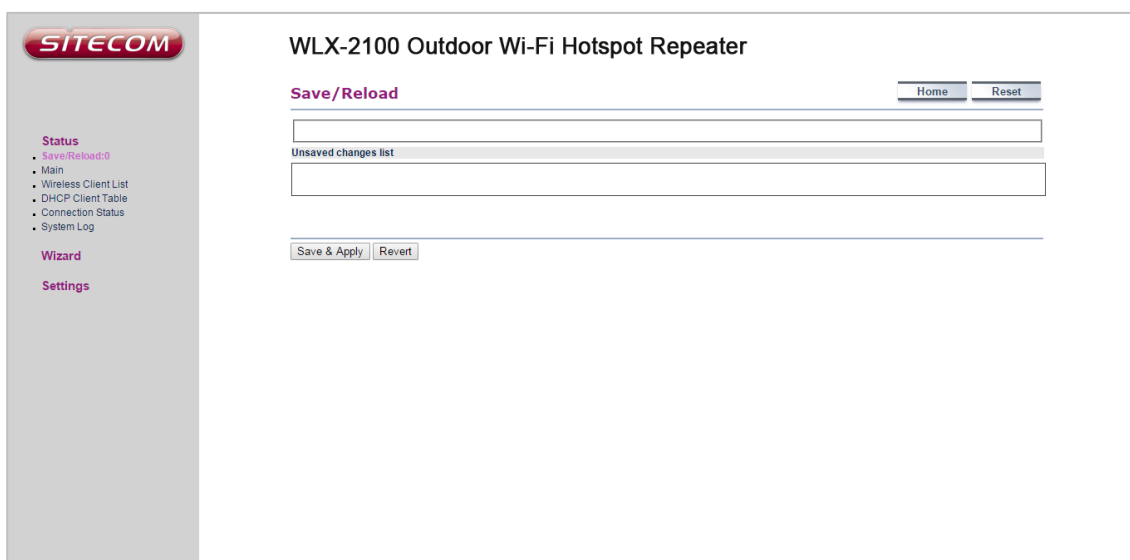 SITECOM
WLX-2100 Outdoor Wi-Fi Hotspot Repeater
Save/Reload
Home
Reset
Status
Save/Reload:0
Main
Wireless Client List
DHCP Client Table
Connection Status
System Log
Wizard
Settings
Unsaved changes list
Save & Apply
Revert